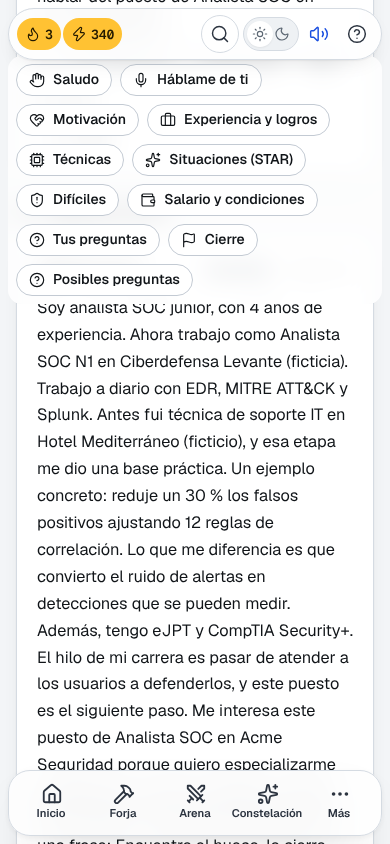 3
340
Saludo
Háblame de ti
Motivación
Experiencia y logros
Técnicas
Situaciones (STAR)
Difíciles
Salario y condiciones
Tus preguntas
Cierre
Posibles preguntas
Soy analista SOC junior, con 4 años de
experiencia. Ahora trabajo como Analista
SOC N1 en Ciberdefensa Levante (ficticia).
Trabajo a diario con EDR, MITRE ATT&CK y
Splunk. Antes fui técnica de soporte IT en
Hotel Mediterráneo (ficticio), y esa etapa
me dio una base práctica. Un ejemplo
concreto: reduje un 30 % los falsos
positivos ajustando 12 reglas de
correlación. Lo que me diferencia es que
convierto el ruido de alertas en
detecciones que se pueden medir.
Además, tengo eJPT y CompTIA Security+.
El hilo de mi carrera es pasar de atender a
los usuarios a defenderlos, y este puesto
es el siguiente paso. Me interesa este
puesto de Analista SOC en Acme
Seguridad porque quiero especializarme
Inicio
Forja
Arena
Constelación
Más